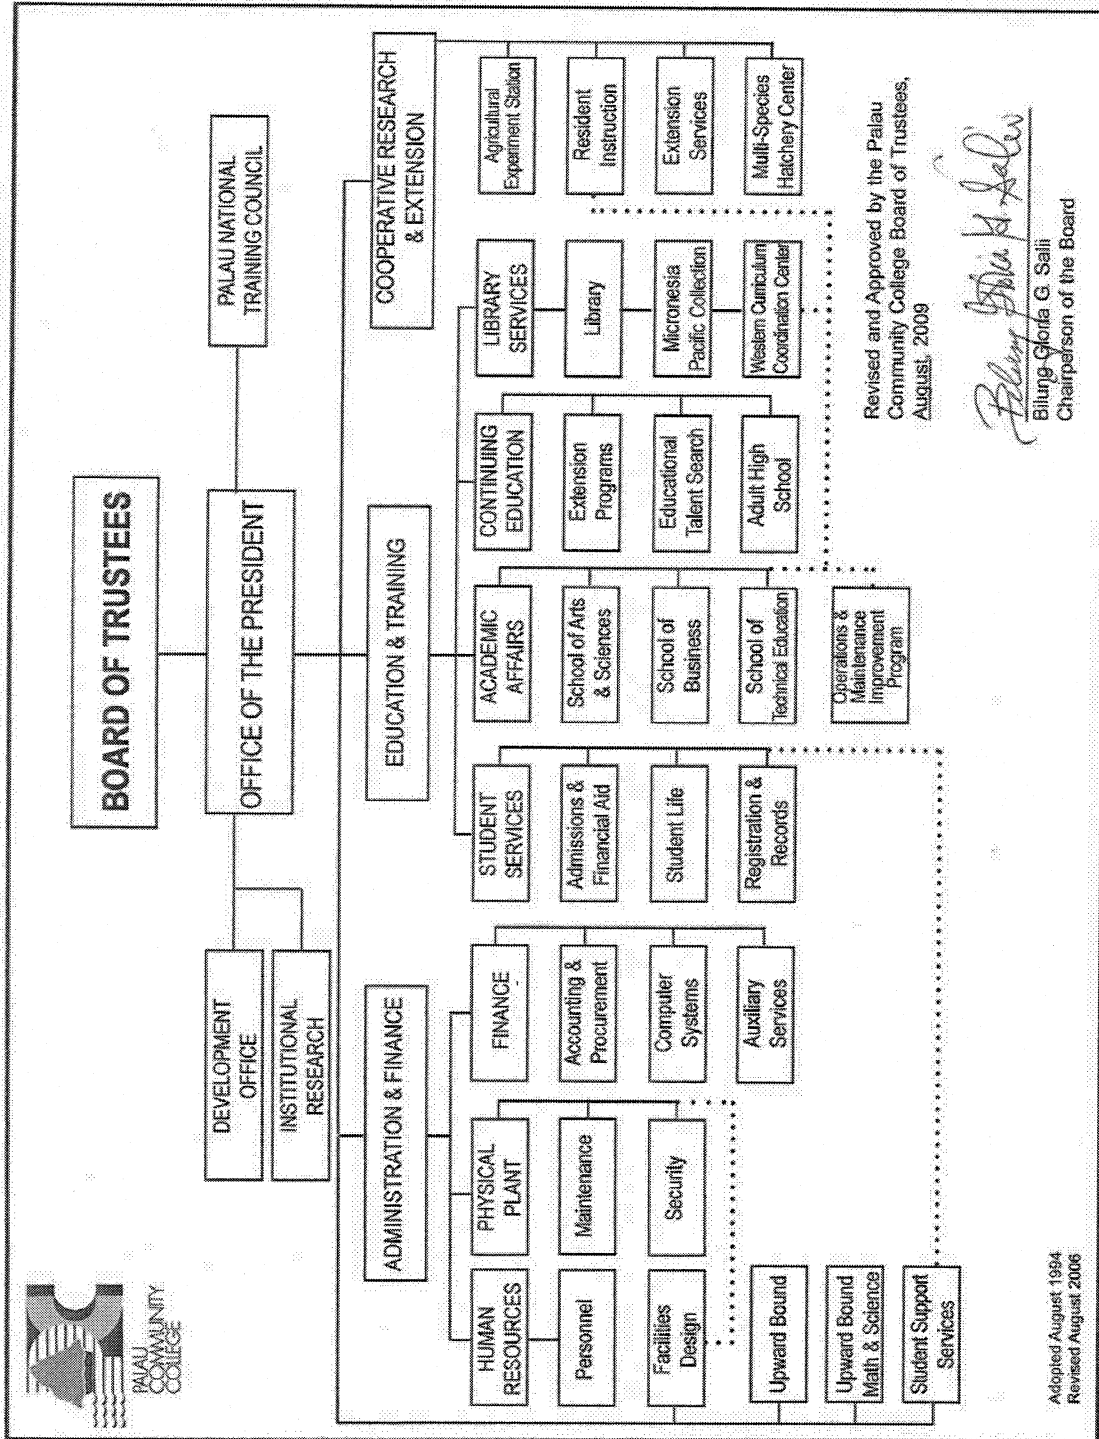 PALAU
COMMUNITY
COLLEGE
BOARD OF TRUSTEES
OFFICE OF THE PRESIDENT
DEVELOPMENT
OFFICE
INSTITUTIONAL
RESEARCH
PALAU NATIONAL
TRAINING COUNCIL
ADMINISTRATION & FINANCE
EDUCATION & TRAINING
COOPERATIVE RESEARCH
& EXTENSION
HUMAN
RESOURCES
Personnel
Facilities
Design
Upward Bound
Upward Bound
Math & Science
Student Support
Services
PHYSICAL
PLANT
Maintenance
Security
FINANCE
Accounting &
Procurement
Computer
Systems
Auxiliary
Services
STUDENT
SERVICES
Admissions &
Financial Aid
Student Life
Registration &
Records
ACADEMIC
AFFAIRS
School of Arts
& Sciences
School of
Business
School of
Technical Education
Operations &
Maintenance
Improvement
Program
CONTINUING
EDUCATION
Extension
Programs
Educational
Talent Search
Adult High
School
LIBRARY
SERVICES
Library
Micronesia
Pacific Collection
Western Curriculum
Coordination Center
Agricultural
Experiment Station
Resident
Instruction
Extension
Services
Multi-Species
Hatchery Center
Revised and Approved by the Palau
Community College Board of Trustees,
August, 2009
Bilung Gloria G. Salii
Chairperson of the Board
Adopted August 1994
Revised August 2006